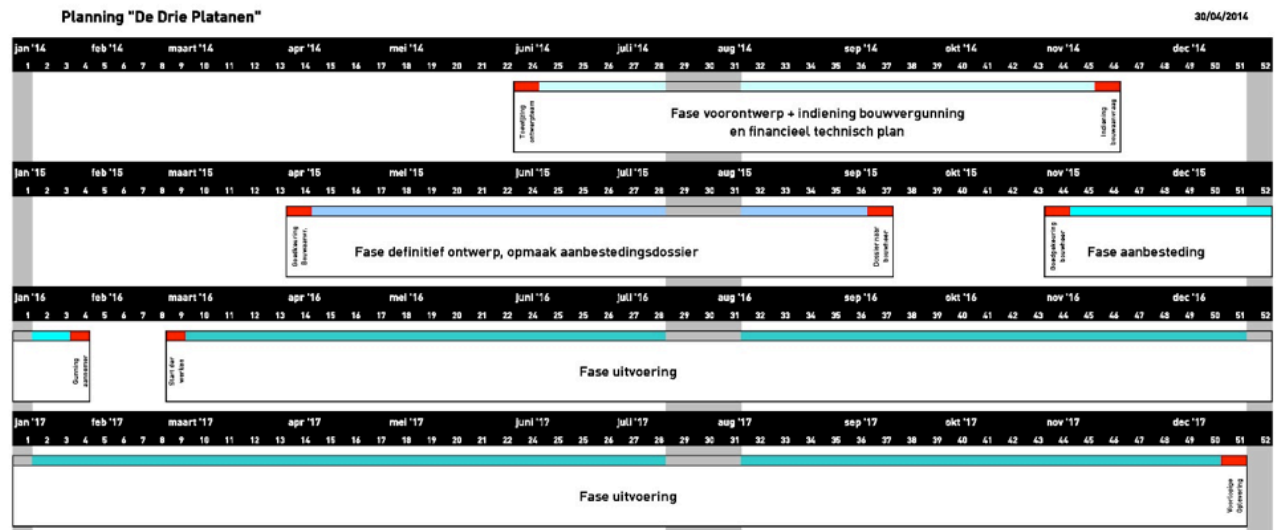 Planning "De Drie Platanen"
30/04/2014
jan '14 feb '14 maart '14 apr '14 mei '14 juni '14 juli '14 aug '14 sep '14 okt '14 nov '14 dec '14
1 2 3 4 5 6 7 8 9 10 11 12 13 14 15 16 17 18 19 20 21 22 23 24 25 26 27 28 29 30 31 32 33 34 35 36 37 38 39 40 41 42 43 44 45 46 47 48 49 50 51 52
Toewijzing
ontwerpteam
Fase voorontwerp + indiening bouwvergunning
en financieel technisch plan
Indiening
bouwaanvraag
jan '15 feb '15 maart '15 apr '15 mei '15 juni '15 juli '15 aug '15 sep '15 okt '15 nov '15 dec '15
1 2 3 4 5 6 7 8 9 10 11 12 13 14 15 16 17 18 19 20 21 22 23 24 25 26 27 28 29 30 31 32 33 34 35 36 37 38 39 40 41 42 43 44 45 46 47 48 49 50 51 52
Goedkeuring
Bouwaanvr.
Fase definitief ontwerp, opmaak aanbestedingsdossier
Dossier naar
bouwheer
Goedgekeuring
bouwheer
Fase aanbesteding
jan '16 feb '16 maart '16 apr '16 mei '16 juni '16 juli '16 aug '16 sep '16 okt '16 nov '16 dec '16
1 2 3 4 5 6 7 8 9 10 11 12 13 14 15 16 17 18 19 20 21 22 23 24 25 26 27 28 29 30 31 32 33 34 35 36 37 38 39 40 41 42 43 44 45 46 47 48 49 50 51 52
Gunning
aannemer
Start der
werken
Fase uitvoering
jan '17 feb '17 maart '17 apr '17 mei '17 juni '17 juli '17 aug '17 sep '17 okt '17 nov '17 dec '17
1 2 3 4 5 6 7 8 9 10 11 12 13 14 15 16 17 18 19 20 21 22 23 24 25 26 27 28 29 30 31 32 33 34 35 36 37 38 39 40 41 42 43 44 45 46 47 48 49 50 51 52
Fase uitvoering
Voorlopige
Oplevering